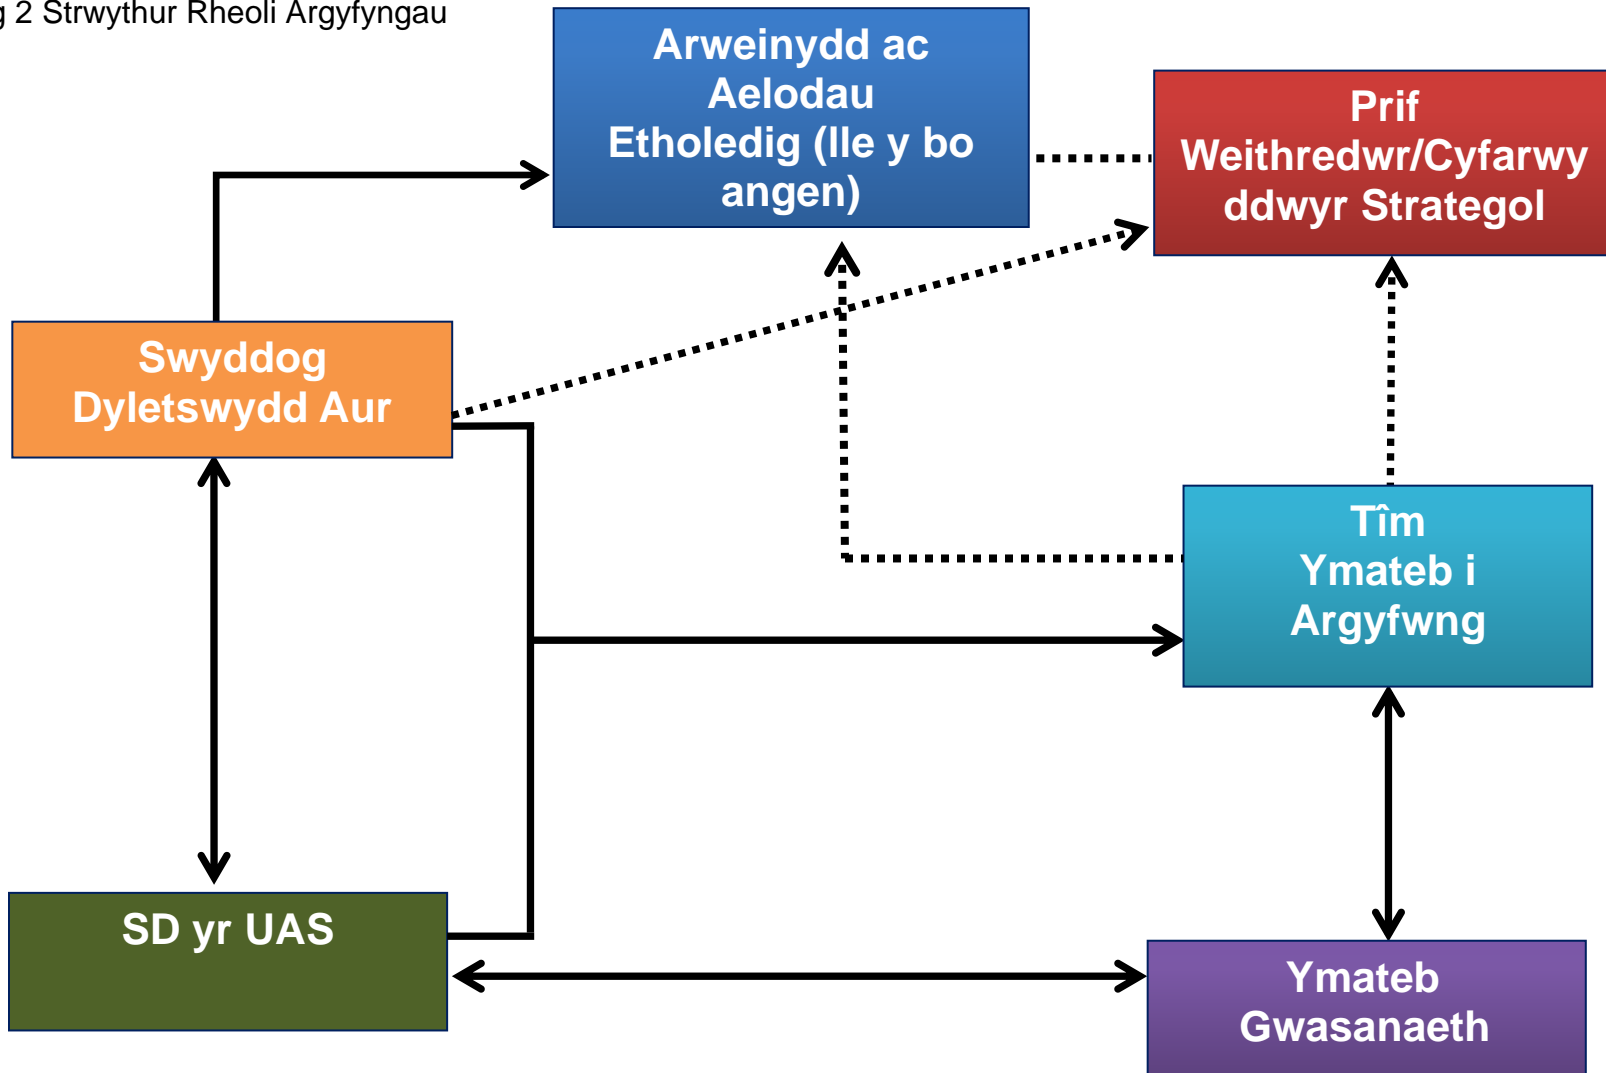 g 2 Strwythur Rheoli Argyfyngau
Arweinydd ac
Aelodau
Etholedig (lle y bo
angen)
Prif
Weithredwr/Cyfarwy
ddwyr Strategol
Swyddog
Dyletswydd Aur
Tîm
Ymateb i
Argyfwng
SD yr UAS
Ymateb
Gwasanaeth